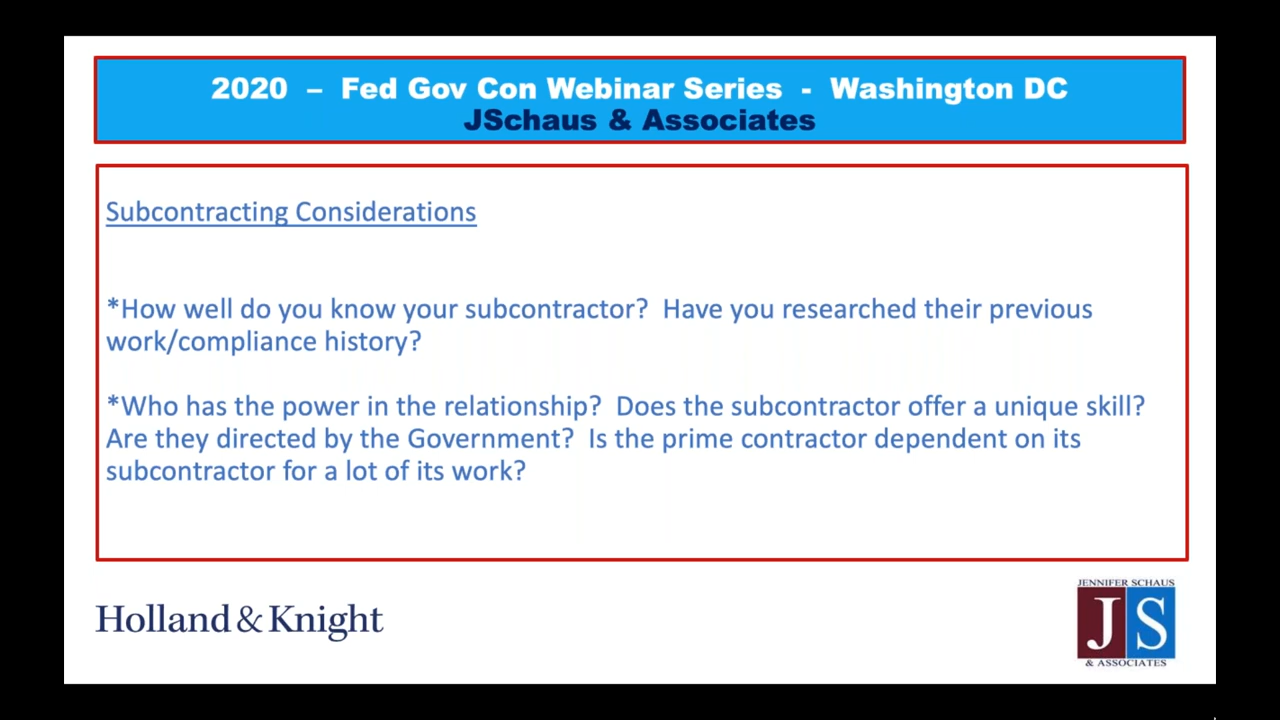 2020 – Fed Gov Con Webinar Series - Washington DC
JSchaus & Associates
Subcontracting Considerations
*How well do you know your subcontractor? Have you researched their previous
work/compliance history?
*Who has the power in the relationship? Does the subcontractor offer a unique skill?
Are they directed by the Government? Is the prime contractor dependent on its
subcontractor for a lot of its work?
Holland & Knight
JENNIFER SCHAUS
JS
& ASSOCIATES